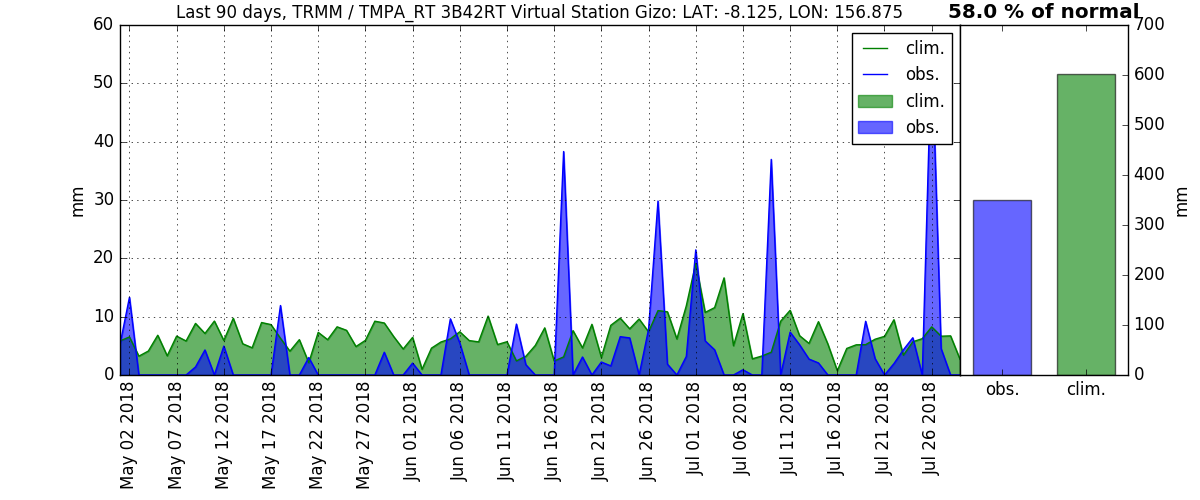 Last 90 days, TRMM / TMPA_RT 3B42RT Virtual Station Gizo: LAT: -8.125, LON: 156.875
58.0 % of normal
60
50
40
30
20
10
0
mm
clim.
obs.
clim.
obs.
700
600
500
400
300
200
100
0
mm
obs.
clim.
May 02 2018
May 07 2018
May 12 2018
May 17 2018
May 22 2018
May 27 2018
Jun 01 2018
Jun 06 2018
Jun 11 2018
Jun 16 2018
Jun 21 2018
Jun 26 2018
Jul 01 2018
Jul 06 2018
Jul 11 2018
Jul 16 2018
Jul 21 2018
Jul 26 2018